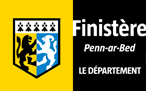 Finistère
Penn-ar-Bed
LE DÉPARTEMENT